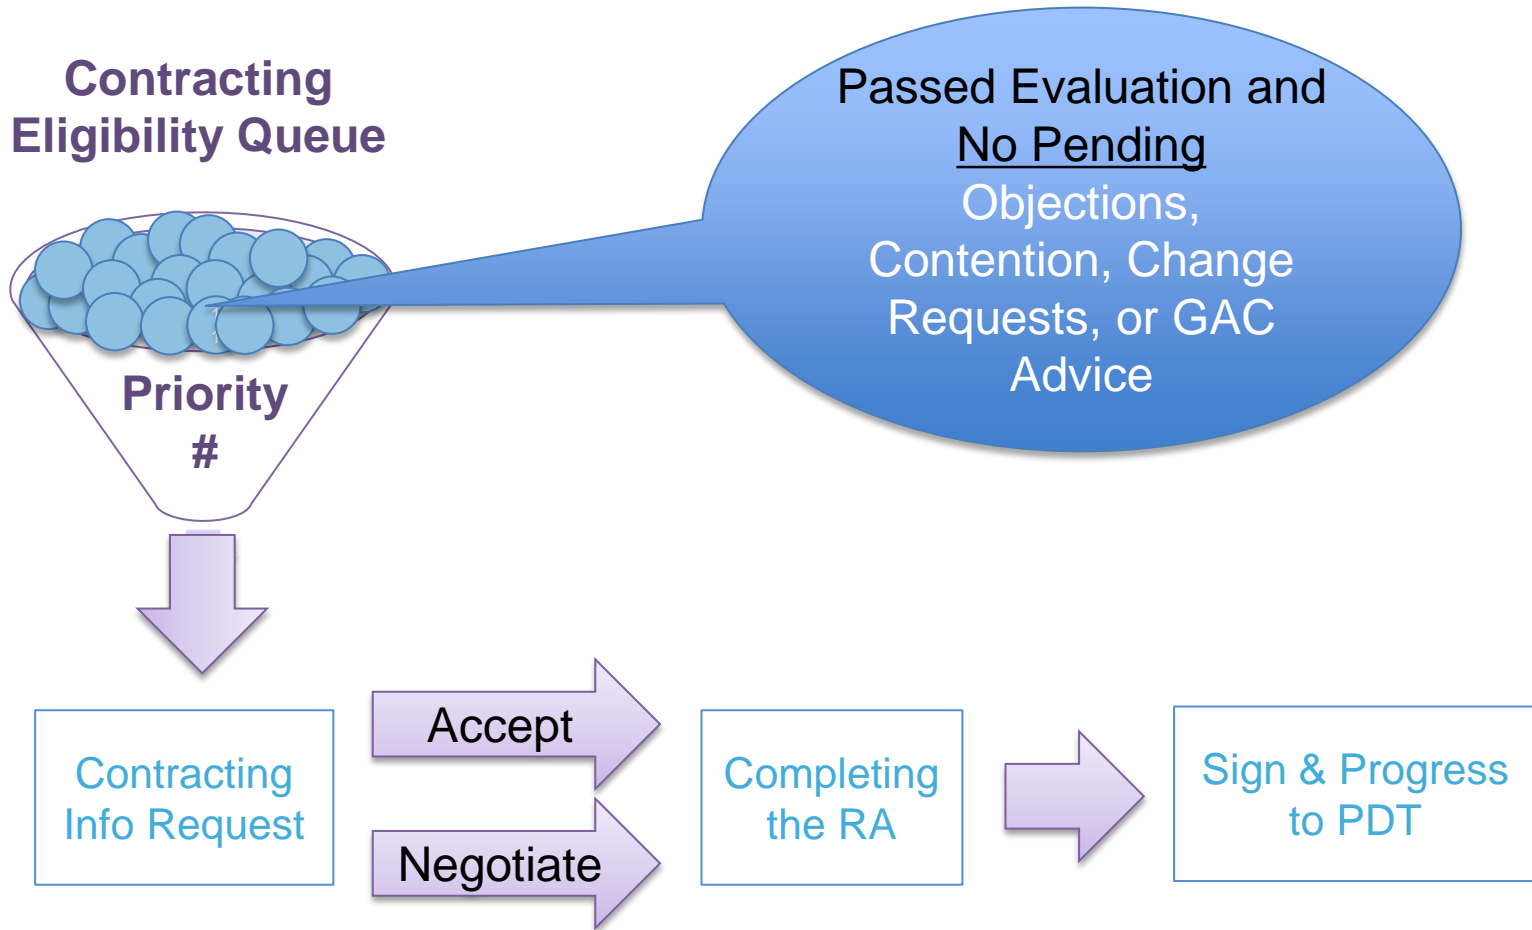 Contracting
Eligibility Queue
Passed Evaluation and
No Pending
Objections,
Contention, Change
Requests, or GAC
Advice
Priority
#
Contracting
Info Request
Accept
Negotiate
Completing
the RA
Sign & Progress
to PDT